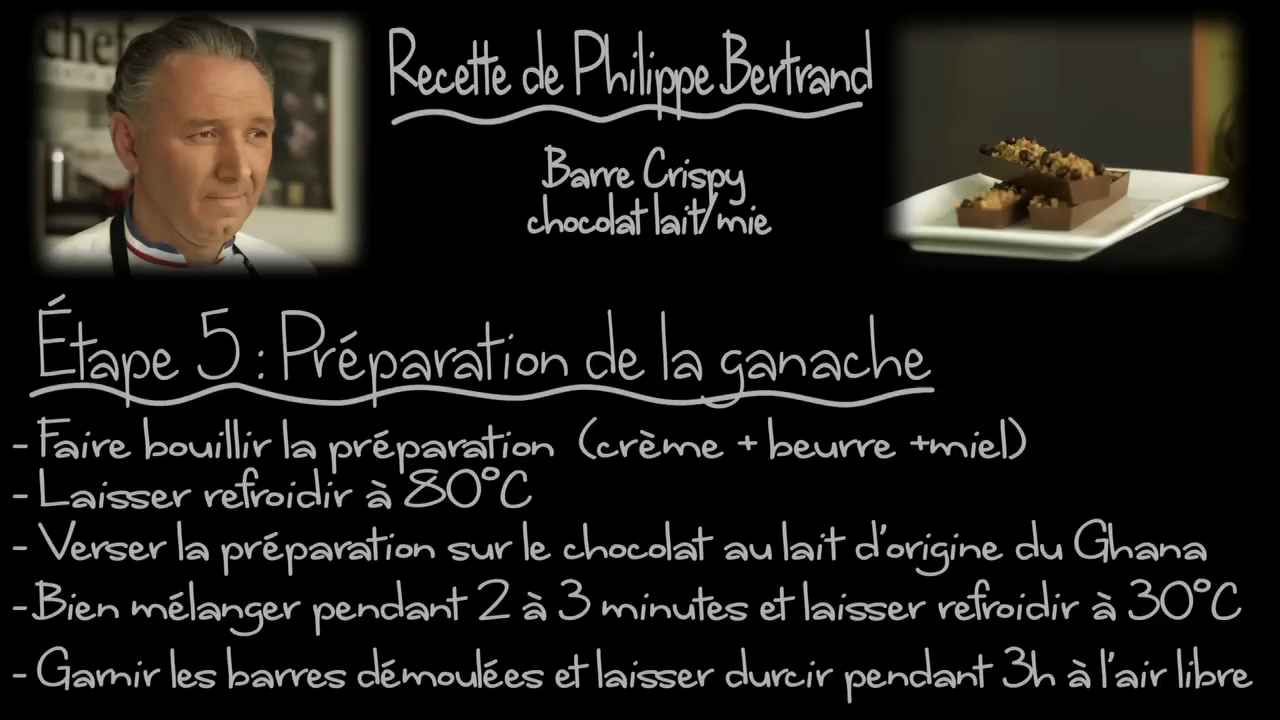 chef
Recette de Philippe Bertrand
Barre Crispy
chocolat lait/mie
Étape 5 : Préparation de la ganache
- Faire bouillir la préparation (crème + beurre +miel)
- Laisser refroidir à 80°C
- Verser la préparation sur le chocolat au lait d'origine du Ghana
-Bien mélanger pendant 2 à 3 minutes et laisser refroidir à 30°C
- Garnir les barres démoulées et laisser durcir pendant 3h à l'air libre